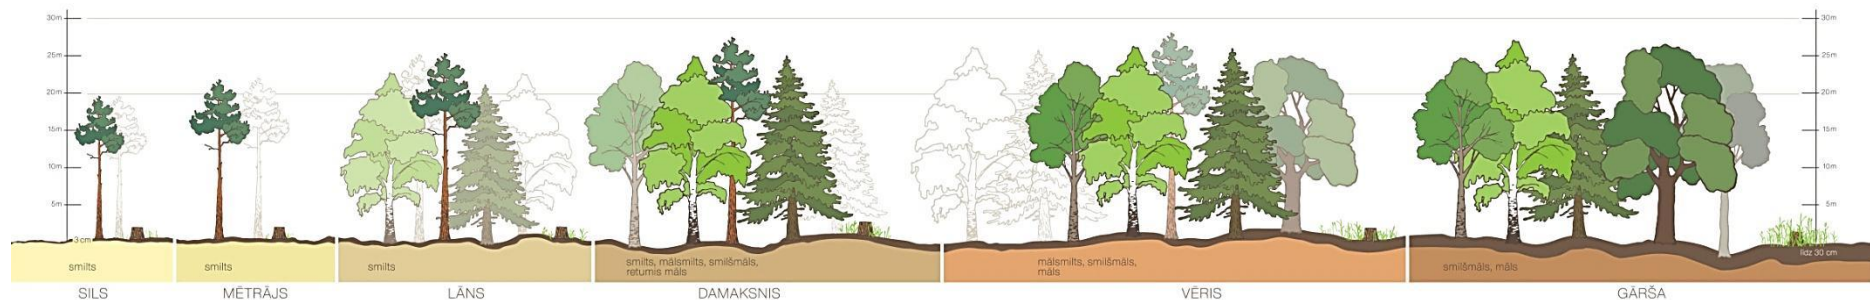 30m
25m
20m
15m
10m
5m
3 cm
30m
25m
20m
15m
10m
5m
līdz 30 cm
smilts
smilts
smilts
smilts, mālsmilts, smilšmāls,
retumis māls
mālsmilts, smilšmāls,
māls
smilšmāls, māls
SILS
MĒTRĀJS
LĀNS
DAMAKSNIS
VĒRIS
GĀRŠA